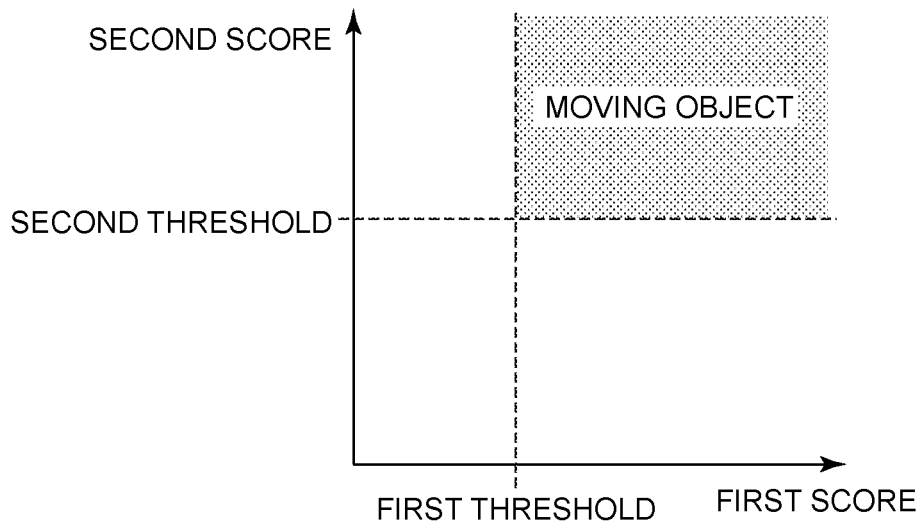 SECOND SCORE
MOVING OBJECT
SECOND THRESHOLD
FIRST THRESHOLD
FIRST SCORE